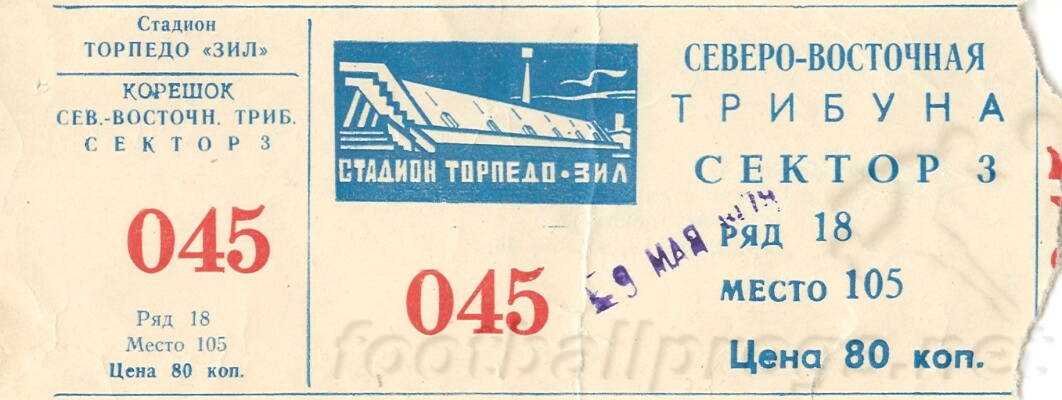 Стадион
ТОРПЕДО «ЗИЛ»
КОРЕШОК
СЕВ.-ВОСТОЧН. ТРИБ.
СЕКТОР 3
045
Ряд 18
Место 105
Цена 80 коп.
СТАДИОН ТОРПЕДО • ЗИЛ
045
СЕВЕРО-ВОСТОЧНАЯ
ТРИБУНА
СЕКТОР 3
РЯД 18
МЕСТО 105
Цена 80 коп.
9 МАЯ